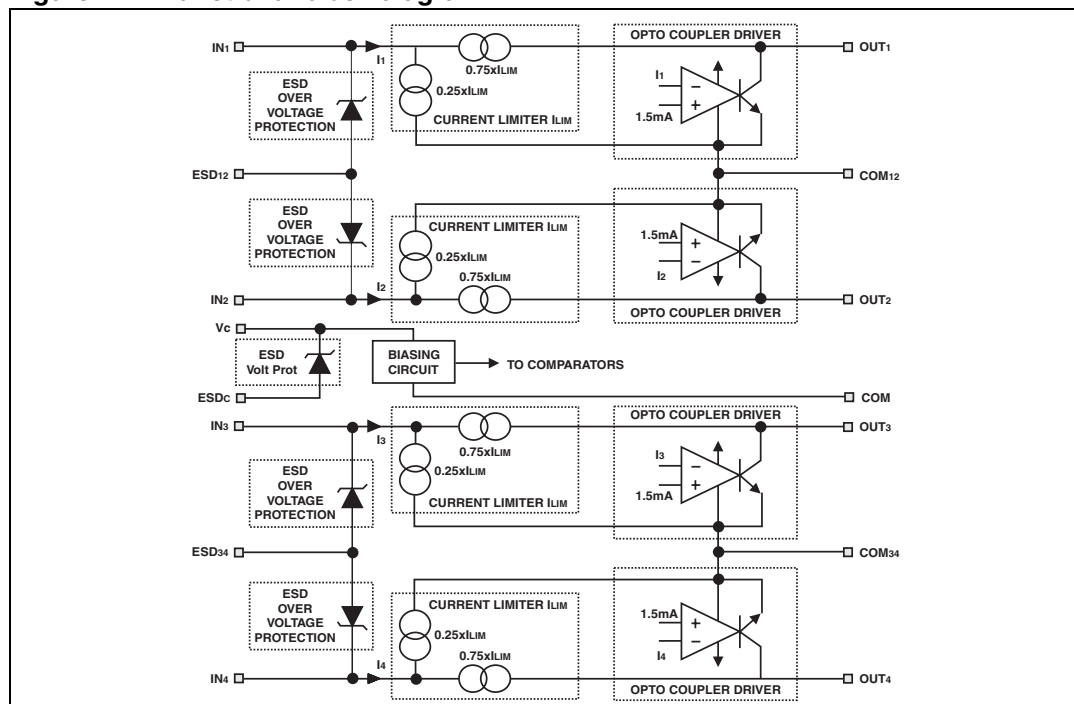 Figure
IN1
I1
0.75xILIM
0.25xILIM
CURRENT LIMITER ILIM
OPTO COUPLER DRIVER
I1
−
+
1.5mA
OUT1
ESD
OVER
VOLTAGE
PROTECTION
ESD12
COM12
ESD
OVER
VOLTAGE
PROTECTION
CURRENT LIMITER ILIM
0.25xILIM
0.75xILIM
1.5mA
+
−
I2
IN2
I2
OUT2
OPTO COUPLER DRIVER
VC
ESD
Volt Prot
BIASING
CIRCUIT
TO COMPARATORS
ESDC
COM
IN3
I3
0.75xILIM
0.25xILIM
CURRENT LIMITER ILIM
OPTO COUPLER DRIVER
I3
−
+
1.5mA
OUT3
ESD
OVER
VOLTAGE
PROTECTION
ESD34
COM34
ESD
OVER
VOLTAGE
PROTECTION
CURRENT LIMITER ILIM
0.25xILIM
0.75xILIM
1.5mA
+
−
I4
IN4
I4
OUT4
OPTO COUPLER DRIVER